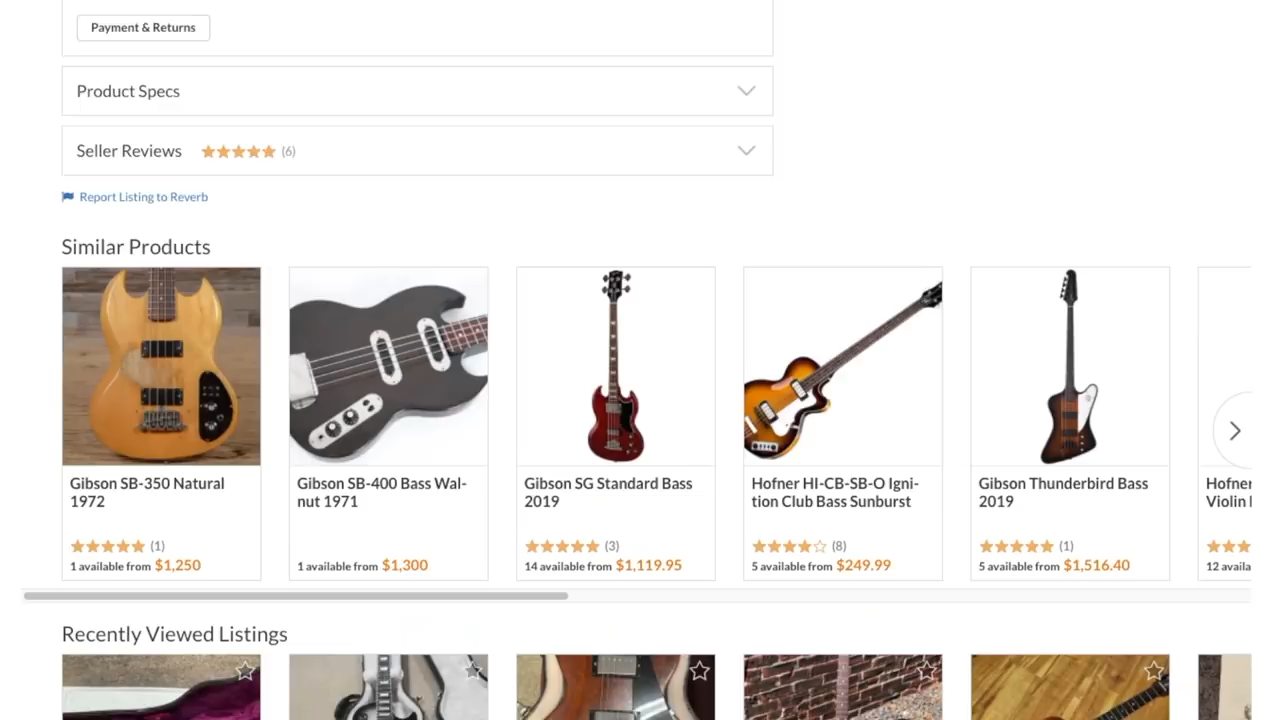 Payment & Returns
Product Specs
Seller Reviews (6)
Report Listing to Reverb
Similar Products
Gibson SB-350 Natural
1972
(1)
1 available from $1,250
Gibson SB-400 Bass Wal-
nut 1971
1 available from $1,300
Gibson SG Standard Bass
2019
(3)
14 available from $1,119.95
Hofner HI-CB-SB-O Igni-
tion Club Bass Sunburst
(8)
5 available from $249.99
Gibson Thunderbird Bass
2019
(1)
5 available from $1,516.40
Hofner
Violin
12 availa
Recently Viewed Listings